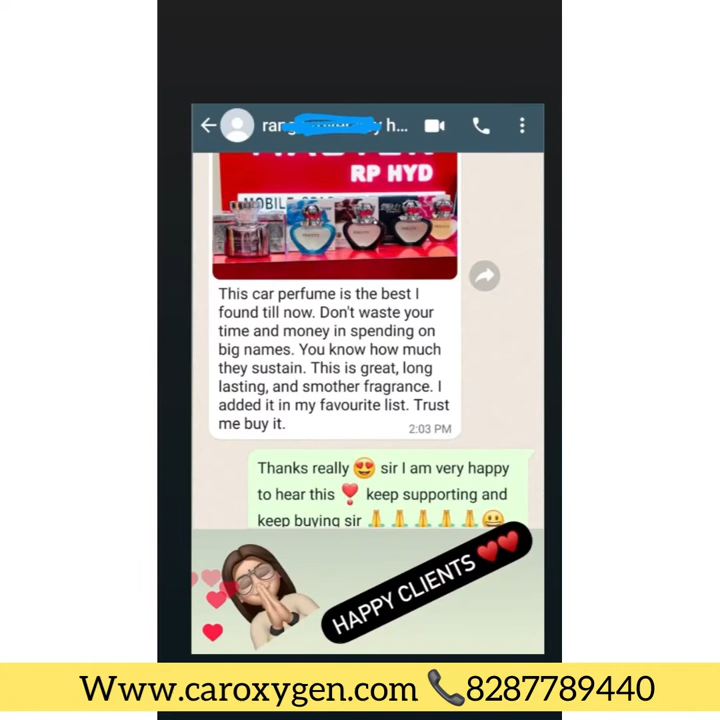 h...
RP HYD
MOBILE
This car perfume is the best I
found till now. Don't waste your
time and money in spending on
big names. You know how much
they sustain. This is great, long
lasting, and smother fragrance. I
added it in my favourite list. Trust
me buy it.
2:03 PM
Thanks really 😍 sir I am very happy
to hear this ❣️ keep supporting and
keep buying sir 🙏🙏🙏🙏🙏😃
HAPPY CLIENTS ❤️❤️
Www.caroxygen.com 📞8287789440